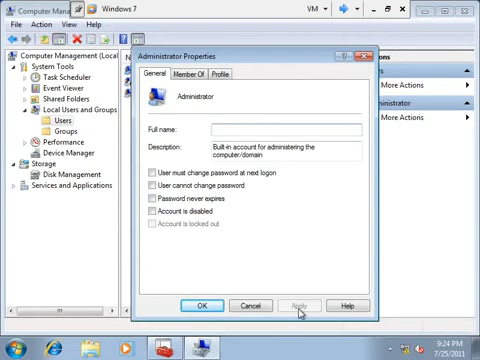 Computer Mana
Windows 7
VM
File Action View Help
Computer Management (Local
System Tools
Task Scheduler
Event Viewer
Shared Folders
Local Users and Groups
Users
Groups
Performance
Device Manager
Storage
Disk Management
Services and Applications
Administrator Properties
General
Member Of
Profile
Administrator
Full name:
Description:
Built-in account for administering the
computer/domain
User must change password at next logon
User cannot change password
Password never expires
Account is disabled
Account is locked out
OK
Cancel
Apply
Help
ons
rs
More Actions
ministrator
More Actions
9:24 PM
7/25/2011